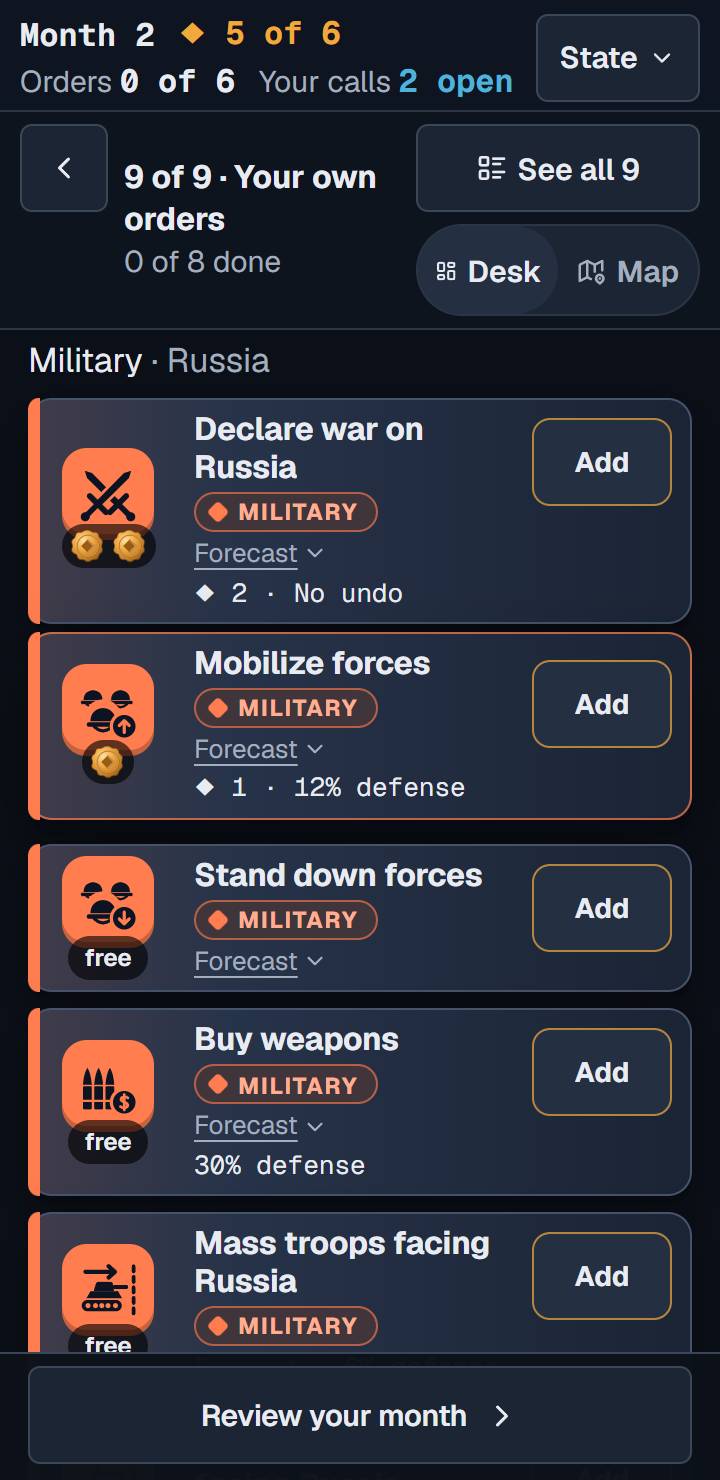 Month 2 ◆ 5 of 6
Orders 0 of 6 Your calls 2 open
State
9 of 9 · Your own
orders
0 of 8 done
See all 9
Desk
Map
Military · Russia
Declare war on
Russia
MILITARY
Forecast
◆ 2 · No undo
Add
Mobilize forces
MILITARY
Forecast
◆ 1 · 12% defense
Add
free
Stand down forces
MILITARY
Forecast
Add
free
Buy weapons
MILITARY
Forecast
30% defense
Add
free
Mass troops facing
Russia
MILITARY
Add
Review your month